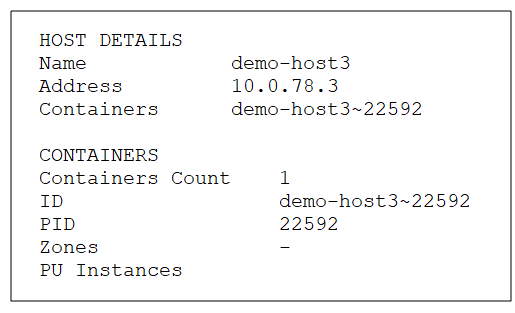 HOST DETAILS
Name demo-host3
Address 10.0.78.3
Containers demo-host3~22592
CONTAINERS
Containers Count 1
ID demo-host3~22592
PID 22592
Zones -
PU Instances